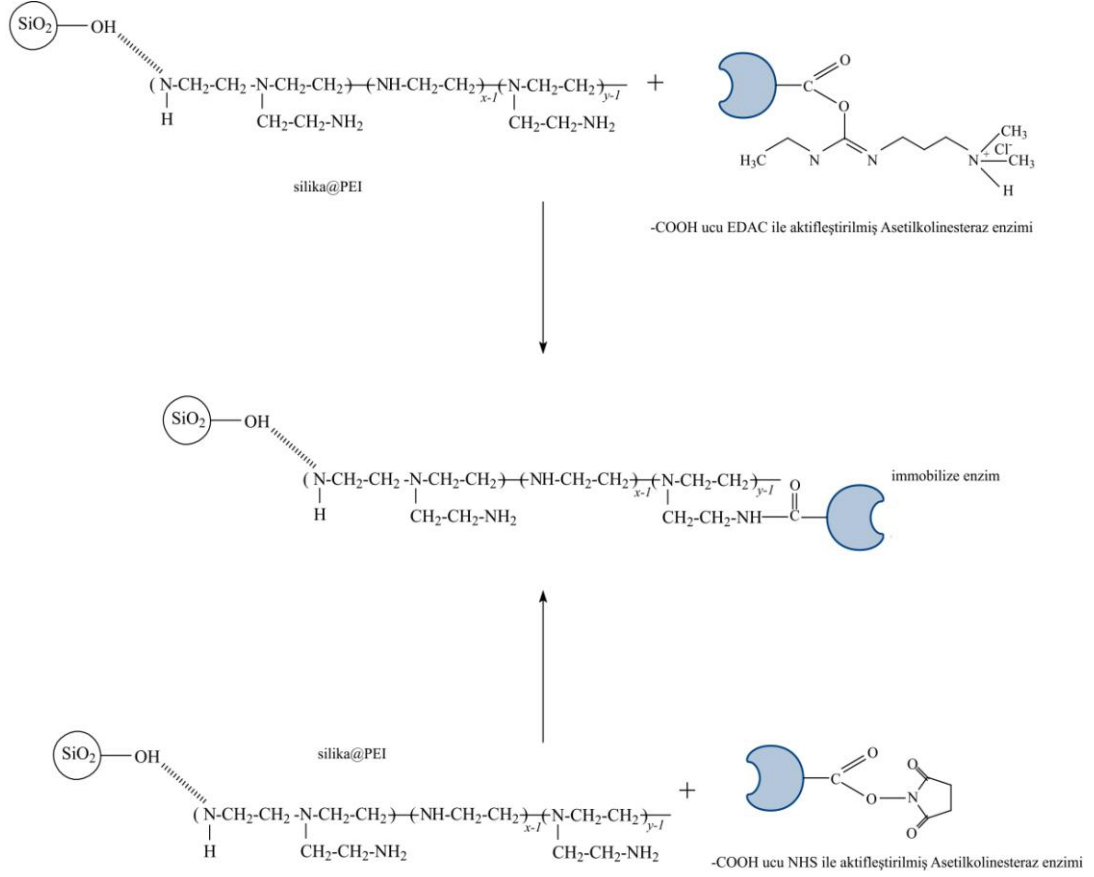 SiO2 OH
(N-CH2-CH2 -N-CH2-CH2)—(NH-CH2-CH2)x-1(N-CH2-CH2)y-1 +
H CH2-CH2-NH2 CH2-CH2-NH2
silika@PEI
O
C
O
H3C N N N + Cl- CH3 CH3
H
-COOH ucu EDAC ile aktifleştirilmiş Asetilkolinesteraz enzimi
SiO2 OH
(N-CH2-CH2 -N-CH2-CH2)—(NH-CH2-CH2)x-1(N-CH2-CH2)y-1
H CH2-CH2-NH2 CH2-CH2-NH—C
O
immobilize enzim
silika@PEI
SiO2 OH
(N-CH2-CH2 -N-CH2-CH2)—(NH-CH2-CH2)x-1(N-CH2-CH2)y-1 +
H CH2-CH2-NH2 CH2-CH2-NH2
O
C
O N
O
O
-COOH ucu NHS ile aktifleştirilmiş Asetilkolinesteraz enzimi